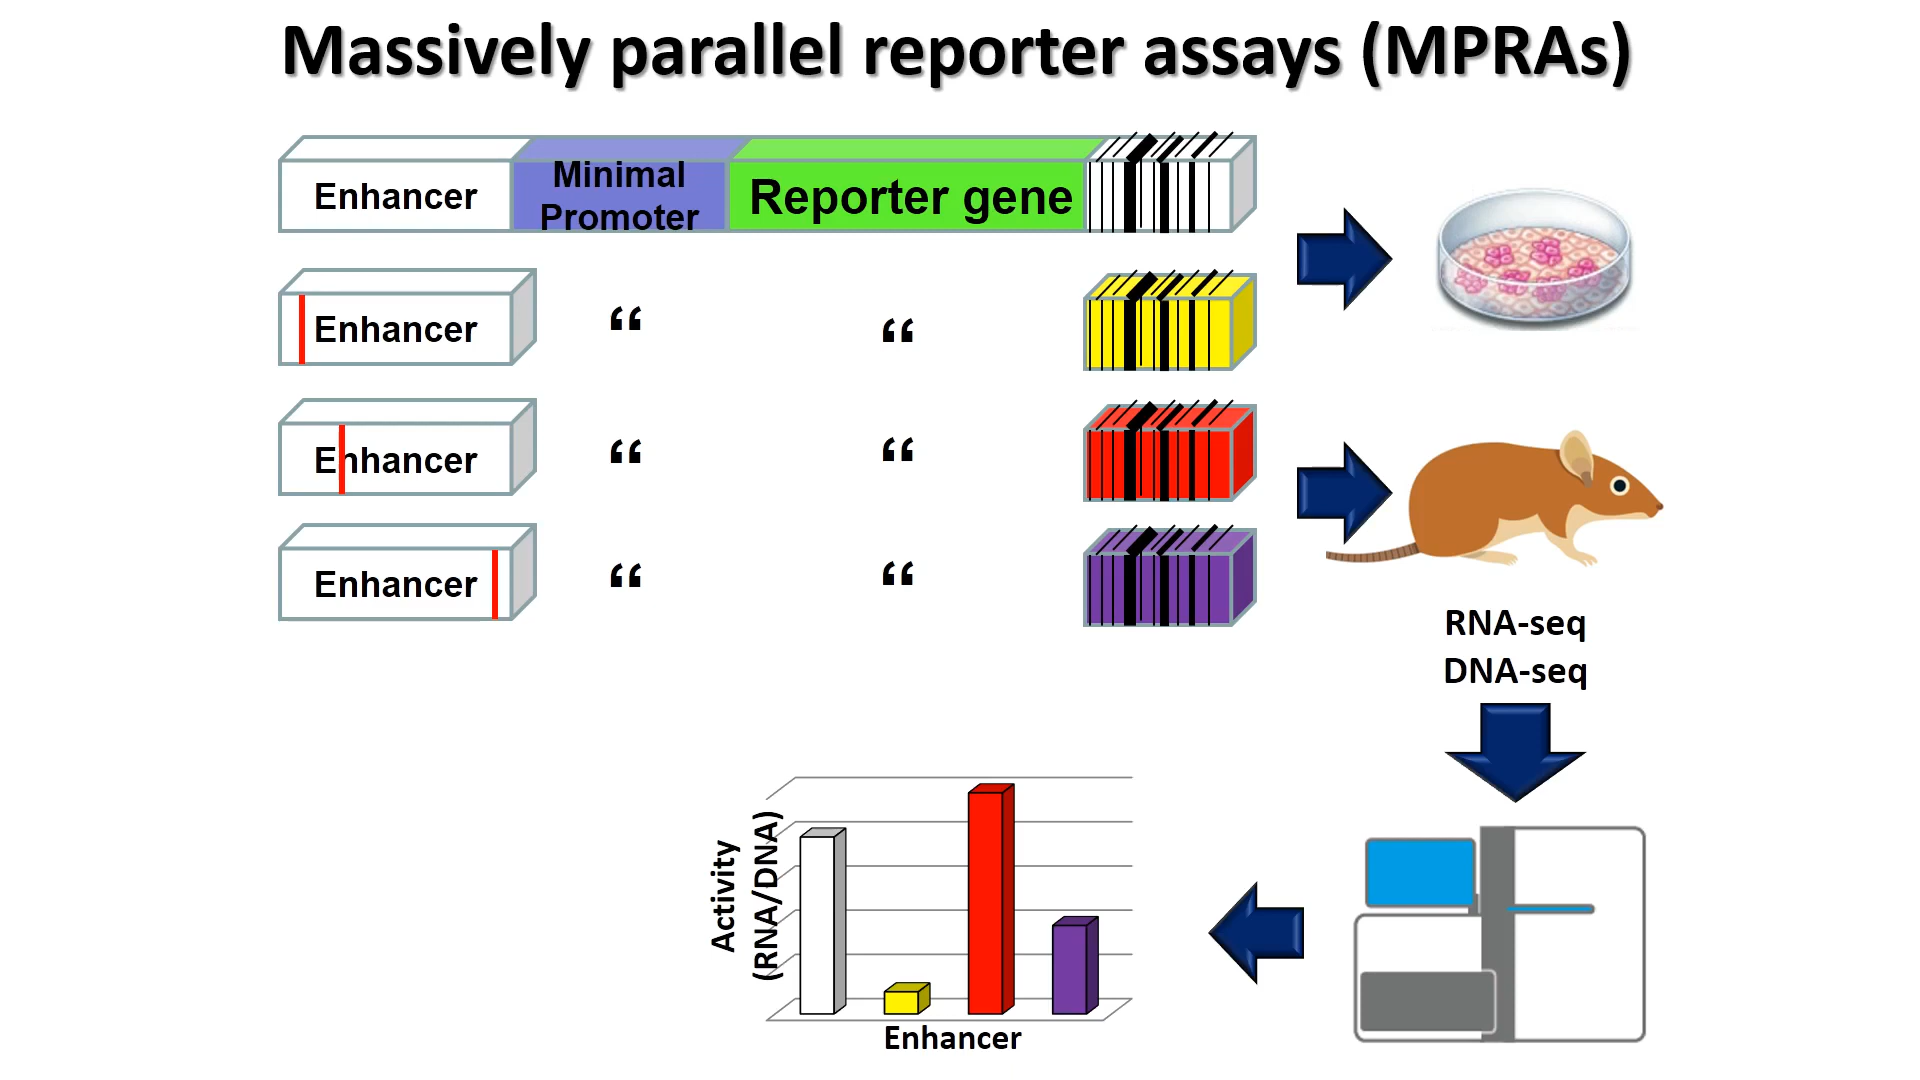 Massively parallel reporter assays (MPRAs)
Enhancer
Minimal
Promoter
Reporter gene
Enhancer
“
“
Enhancer
“
“
Enhancer
“
“
RNA-seq
DNA-seq
Activity
(RNA/DNA)
Enhancer